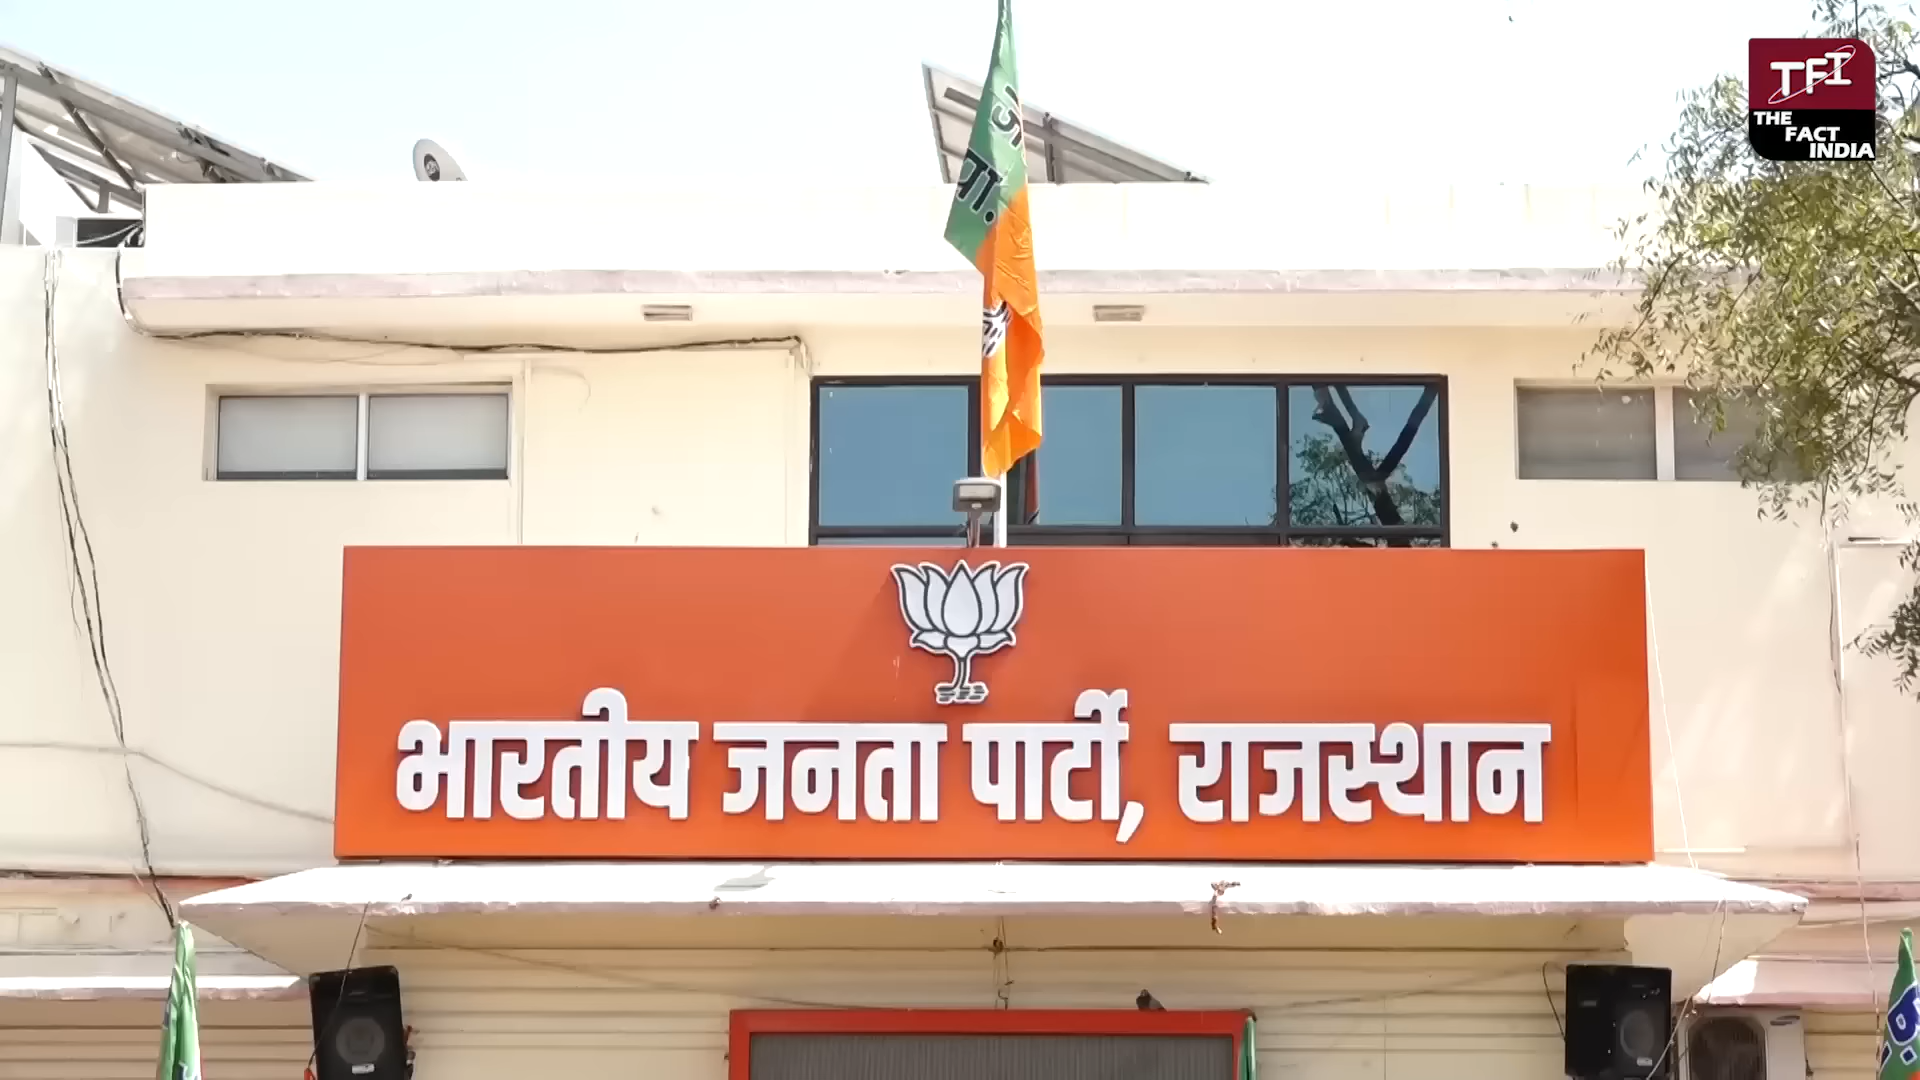 TFI
THE
FACT
INDIA
भारतीय जनता पार्टी, राजस्थान